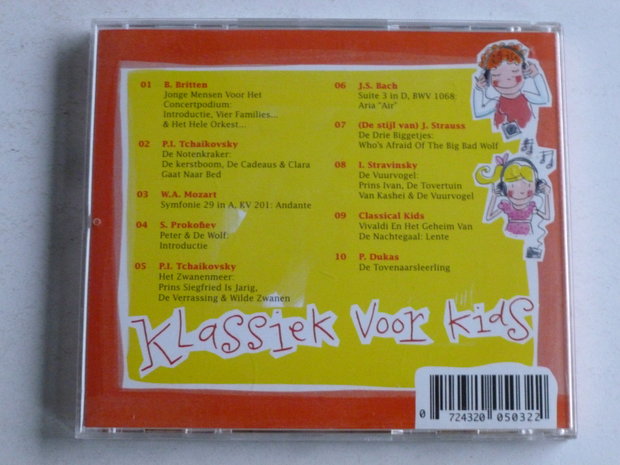 01 B. Britten
Jonge Mensen Voor Het
Concertpodium:
Introductie, Vier Families...
& Het Hele Orkest...
02 P.I. Tchaikovsky
De Notenkraker:
De kerstboom, De Cadeaus & Clara
Gaat Naar Bed
03 W.A. Mozart
Symfonie 29 in A, KV 201: Andante
04 S. Prokofiev
Peter & De Wolf:
Introductie
05 P.I. Tchaikovsky
Het Zwanenmeer:
Prins Siegfried Is Jarig,
De Verrassing & Wilde Zwanen
06 J.S. Bach
Suite 3 in D, BWV 1068:
Aria "Air"
07 (De stijl van) J. Strauss
De Drie Biggetjes:
Who's Afraid Of The Big Bad Wolf
08 I. Stravinsky
De Vuurvogel:
Prins Ivan, De Tovertuin
Van Kashei & De Vuurvogel
09 Classical Kids
Vivaldi En Het Geheim Van
De Nachtegaal: Lente
10 P. Dukas
De Tovenaarsleerling
Klassiek voor kids
0 724320 050322